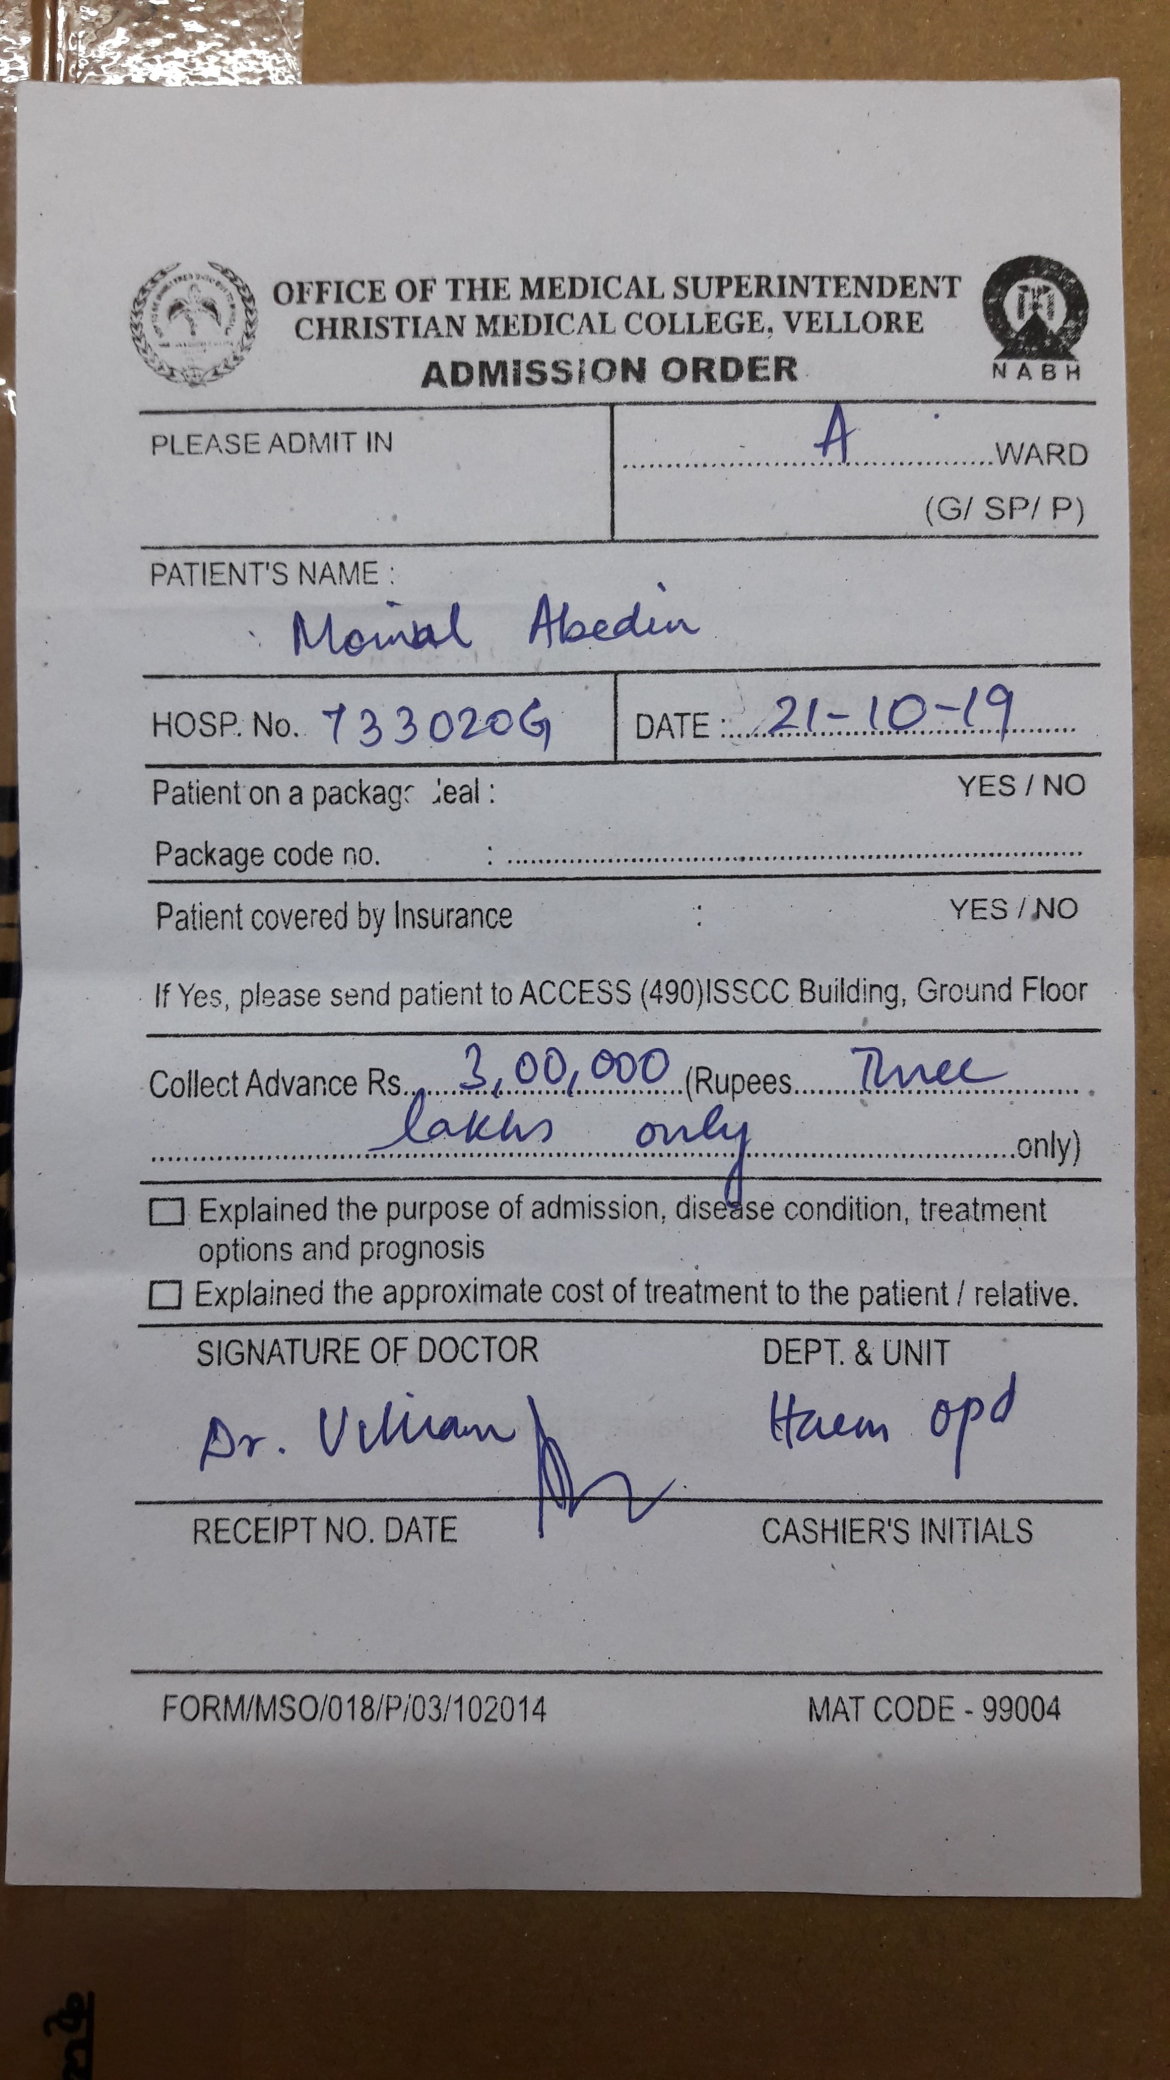 OFFICE OF THE MEDICAL SUPERINTENDENT
CHRISTIAN MEDICAL COLLEGE, VELLORE
ADMISSION ORDER
NABH
PLEASE ADMIT IN
A WARD
(G/ SP/ P)
PATIENT'S NAME :
Abedin
HOSP. No. 733020G
DATE : 21-10-19
Patient on a package deal : YES / NO
Package code no. :
Patient covered by Insurance : YES / NO
If Yes, please send patient to ACCESS (490)ISSCC Building, Ground Floor
Collect Advance Rs. 3,00,000 (Rupees Three
lakhs only only)
Explained the purpose of admission, disease condition, treatment
options and prognosis
Explained the approximate cost of treatment to the patient / relative.
SIGNATURE OF DOCTOR DEPT. & UNIT
Dr. Haem opd
RECEIPT NO. DATE CASHIER'S INITIALS
FORM/MSO/018/P/03/102014 MAT CODE - 99004